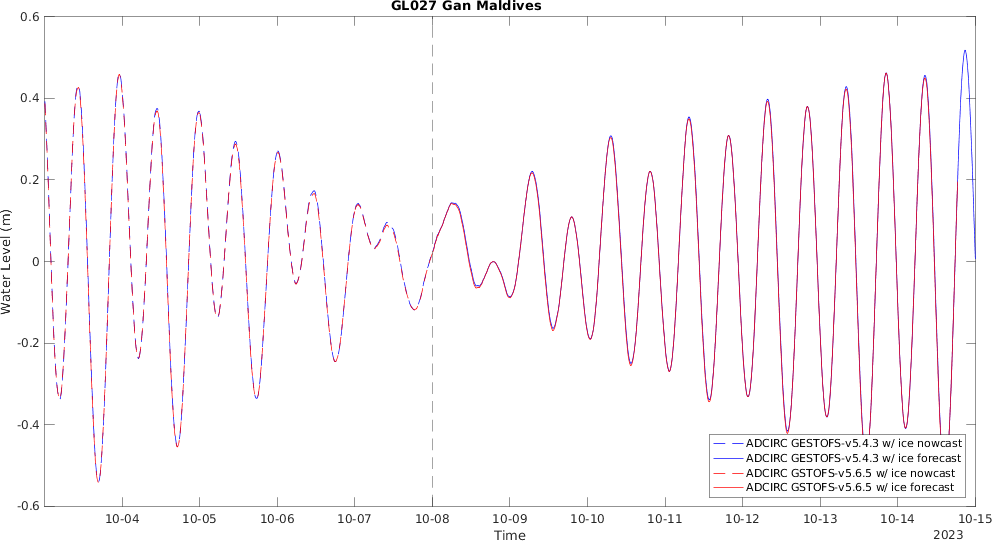 GL027 Gan Maldives
0.6
0.4
0.2
0
-0.2
-0.4
-0.6
Water Level (m)
10-04 10-05 10-06 10-07 10-08 10-09 10-10 10-11 10-12 10-13 10-14 10-15
Time
2023
ADCIRC GESTOFS-v5.4.3 w/ ice nowcast
ADCIRC GESTOFS-v5.4.3 w/ ice forecast
ADCIRC GSTOFS-v5.6.5 w/ ice nowcast
ADCIRC GSTOFS-v5.6.5 w/ ice forecast